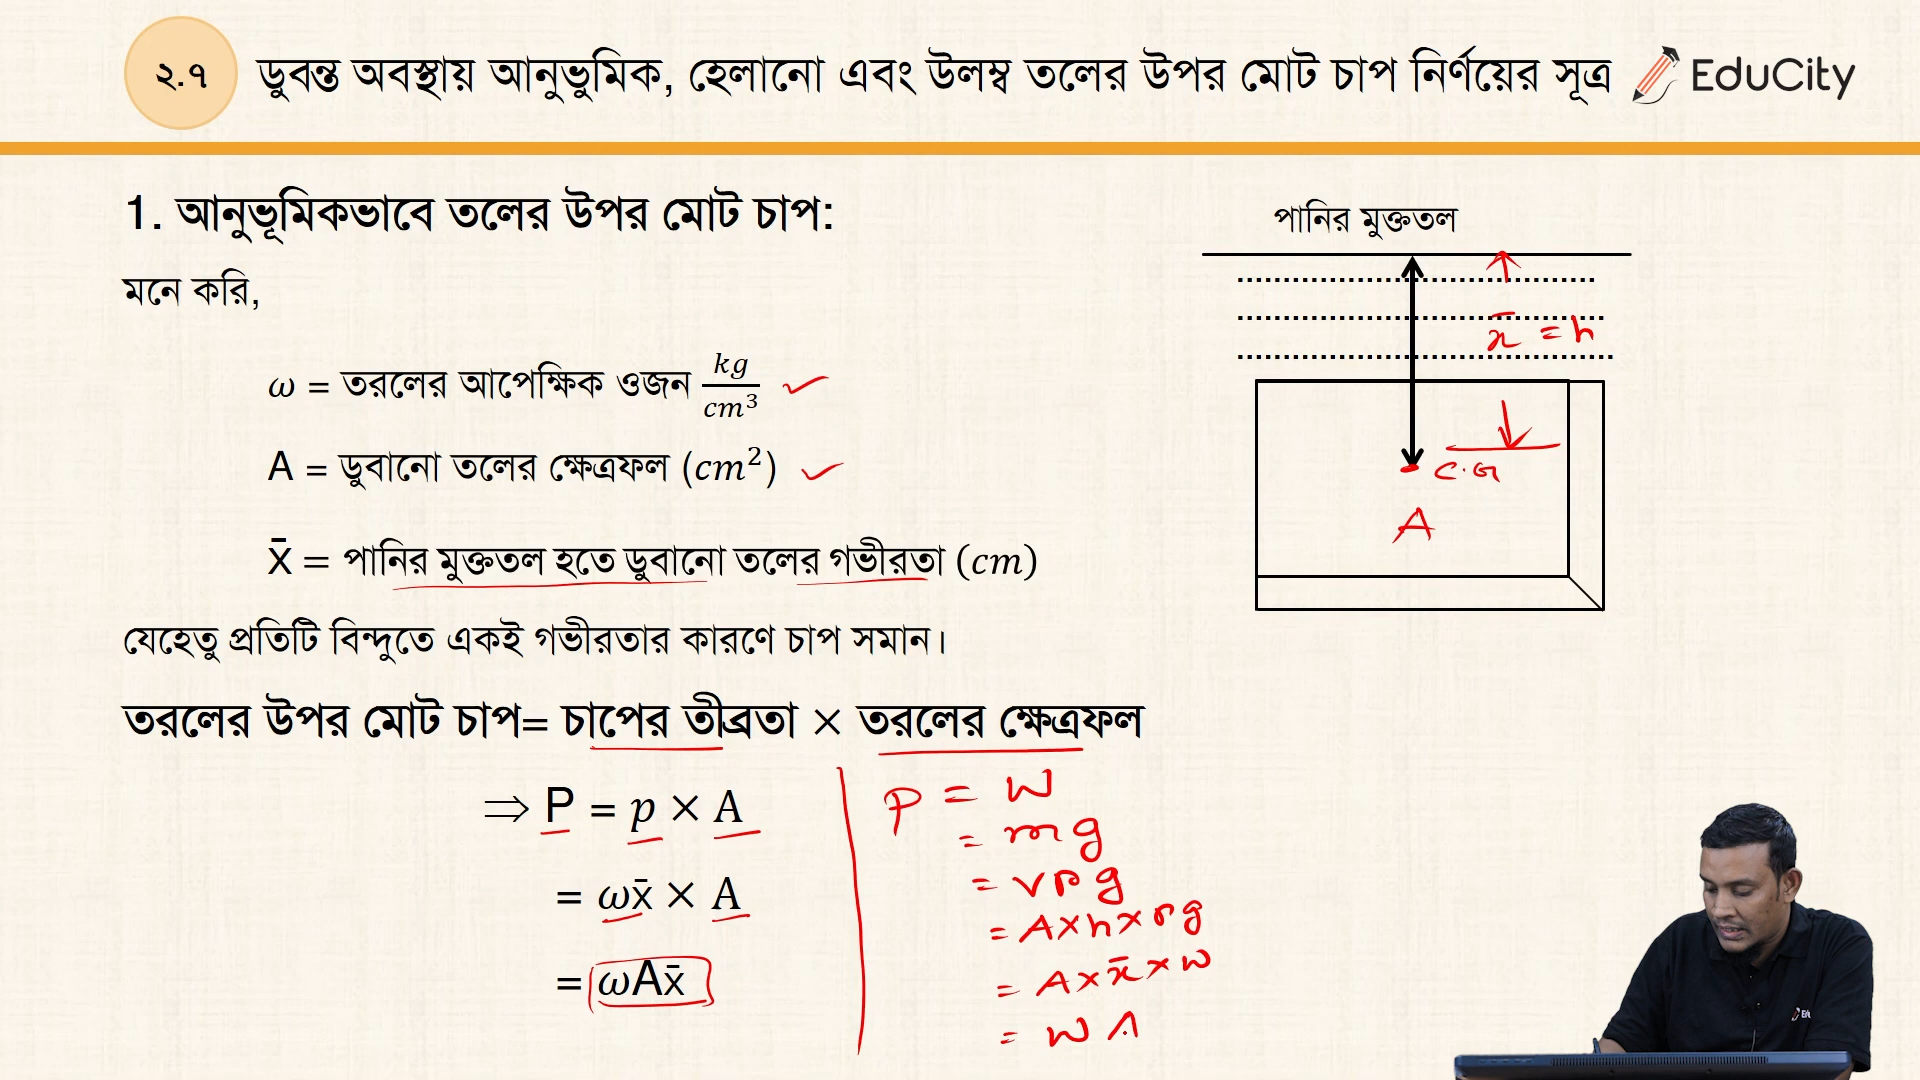 ২.৭ ডুবন্ত অবস্থায় আনুভুমিক, হেলানো এবং উলম্ব তলের উপর মোট চাপ নির্ণয়ের সূত্র EduCity
1. আনুভূমিকভাবে তলের উপর মোট চাপ:
মনে করি,
ω = তরলের আপেক্ষিক ওজন kg/cm³
A = ডুবানো তলের ক্ষেত্রফল (cm²)
x̄ = পানির মুক্ততল হতে ডুবানো তলের গভীরতা (cm)
যেহেতু প্রতিটি বিন্দুতে একই গভীরতার কারণে চাপ সমান।
তরলের উপর মোট চাপ= চাপের তীব্রতা × তরলের ক্ষেত্রফল
⇒ P = p × A
= ωx̄ × A
= ωAx̄
P = W
= mg
= vρg
= A×h×ρg
= A×x̄×w
= w A
পানির মুক্ততল
x̄ = h
C.G
A